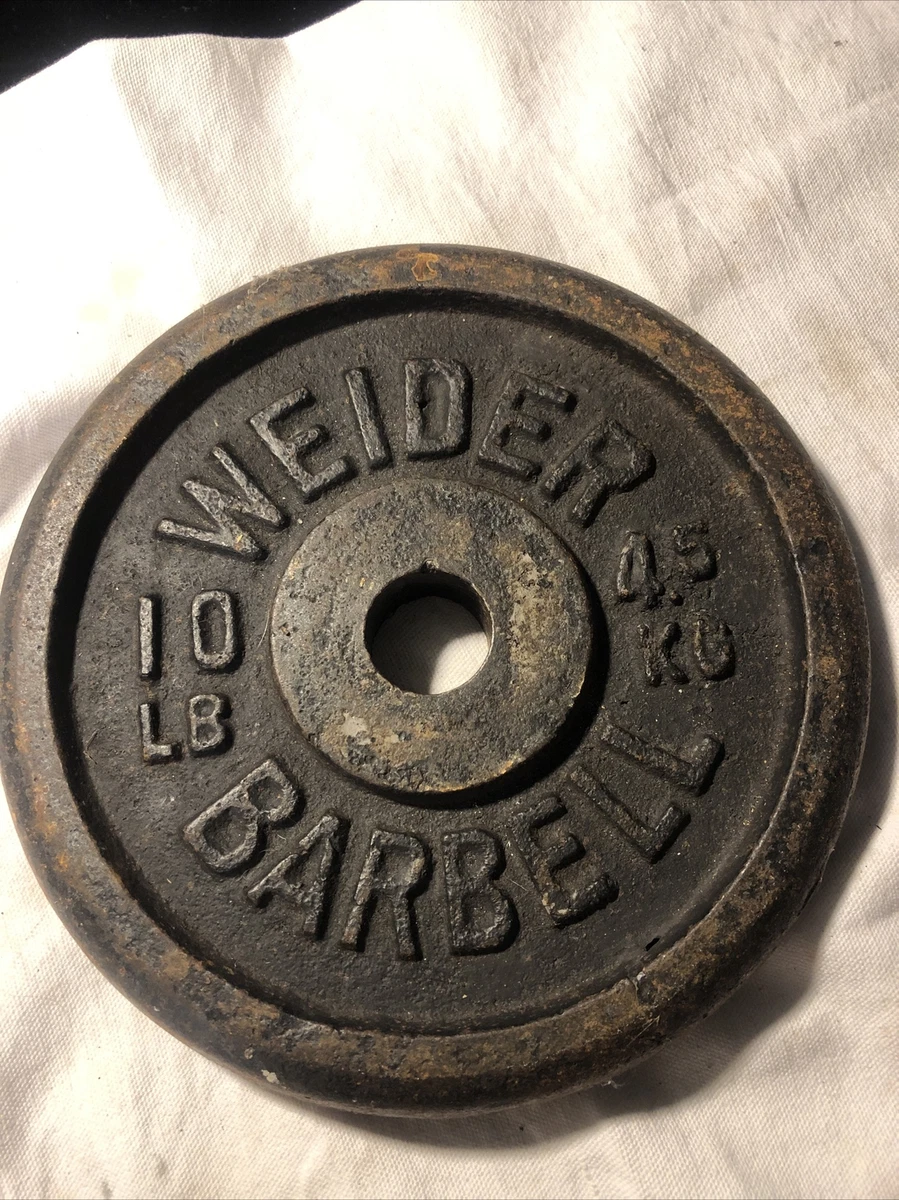 WEIDER
10
LB
4.5
KG
BARBELL